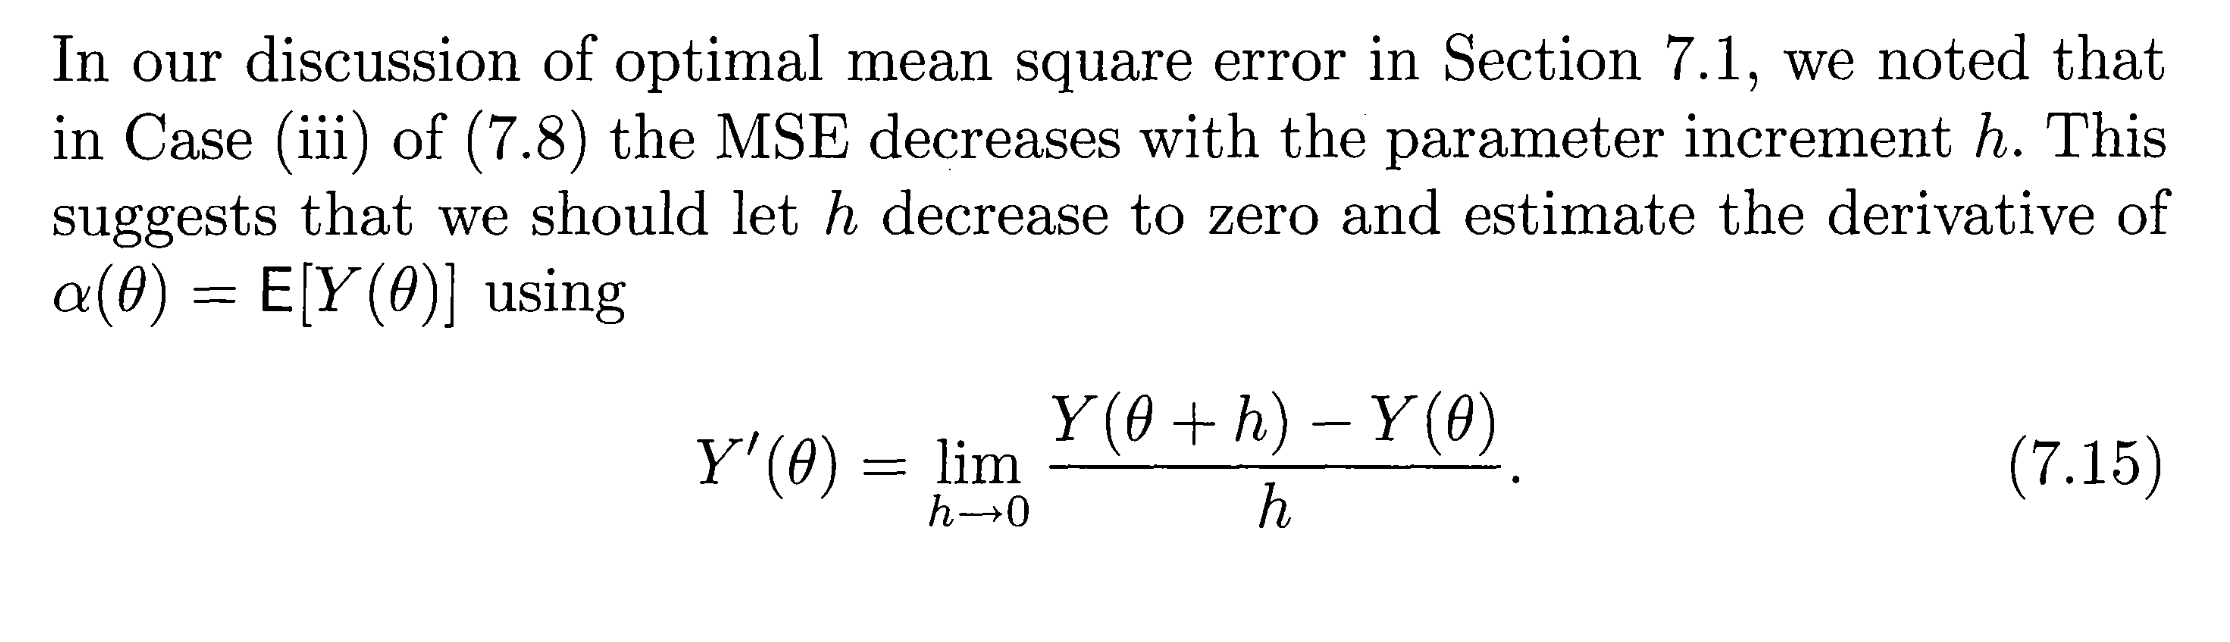 In our discussion of optimal mean square error in Section 7.1, we noted that
in Case (iii) of (7.8) the MSE decreases with the parameter increment h. This
suggests that we should let h decrease to zero and estimate the derivative of
α(θ) = E[Y(θ)] using
Y′(θ) = lim_{h→0} \frac{Y(θ + h) − Y(θ)}{h}. (7.15)